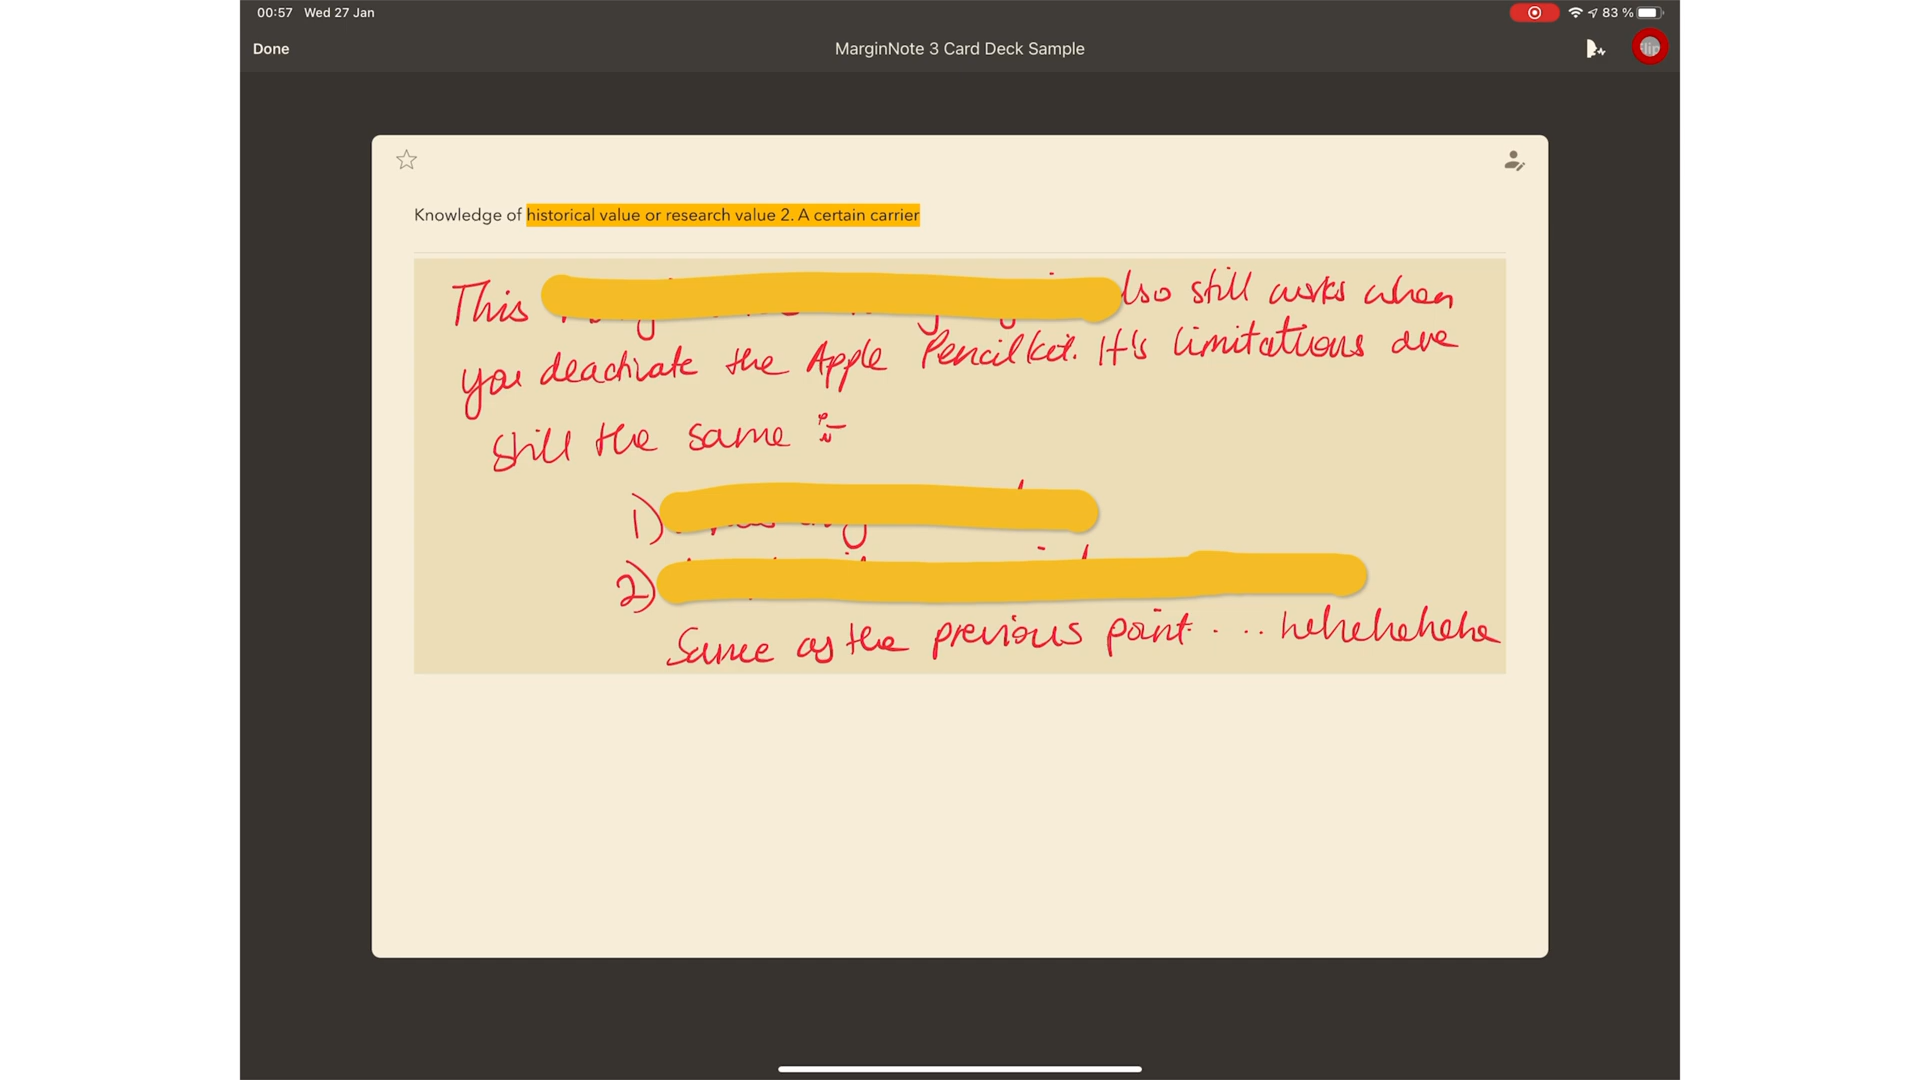 00:57 Wed 27 Jan 83 %
Done MarginNote 3 Card Deck Sample
Knowledge of historical value or research value 2. A certain carrier
This lso still works when
you deactivate the Apple PencilKit. It's limitations are
still the same :-
1)
2)
Same as the previous point. ... hehehehehe